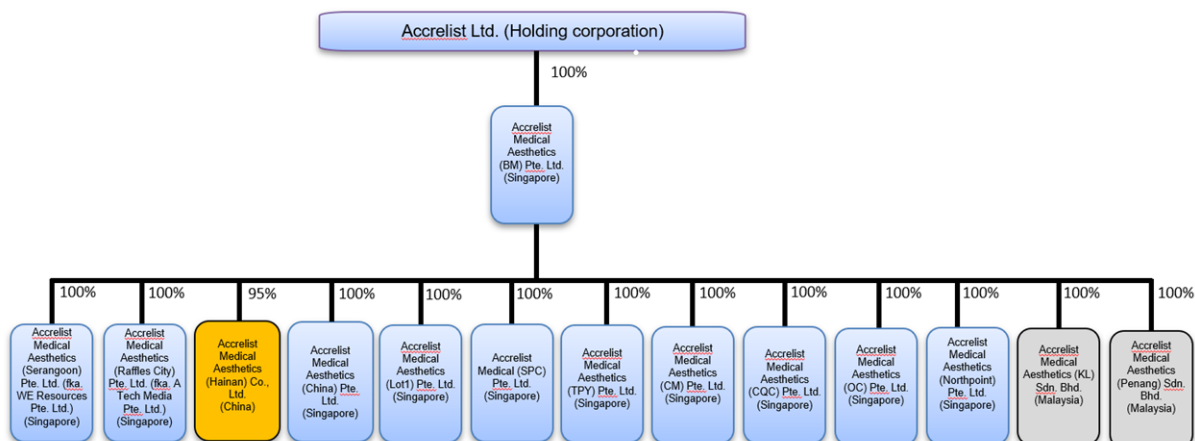 Accrelist Ltd. (Holding corporation)
100%
Accrelist
Medical
Aesthetics
(BM) Pte. Ltd.
(Singapore)
100%
100%
95%
100%
100%
100%
100%
100%
100%
100%
100%
100%
100%
Accrelist
Medical
Aesthetics
(Serangoon)
Pte. Ltd. (fka.
WE Resources
Pte. Ltd.)
(Singapore)
Accrelist
Medical
Aesthetics
(Raffles City)
Pte. Ltd. (fka. A
Tech Media
Pte. Ltd.)
(Singapore)
Accrelist
Medical
Aesthetics
(Hainan) Co.,
Ltd.
(China)
Accrelist
Medical
Aesthetics
(China) Pte.
Ltd.
(Singapore)
Accrelist
Medical
Aesthetics
(Lot1) Pte. Ltd.
(Singapore)
Accrelist
Medical (SPC)
Pte. Ltd.
(Singapore)
Accrelist
Medical
Aesthetics
(TPY) Pte. Ltd.
(Singapore)
Accrelist
Medical
Aesthetics
(CM) Pte. Ltd.
(Singapore)
Accrelist
Medical
Aesthetics
(CQC) Pte. Ltd.
(Singapore)
Accrelist
Medical
Aesthetics
(OC) Pte. Ltd.
(Singapore)
Accrelist
Medical
Aesthetics
(Northpoint)
Pte. Ltd.
(Singapore)
Accrelist
Medical
Aesthetics (KL)
Sdn. Bhd.
(Malaysia)
Accrelist
Medical
Aesthetics
(Penang) Sdn.
Bhd.
(Malaysia)